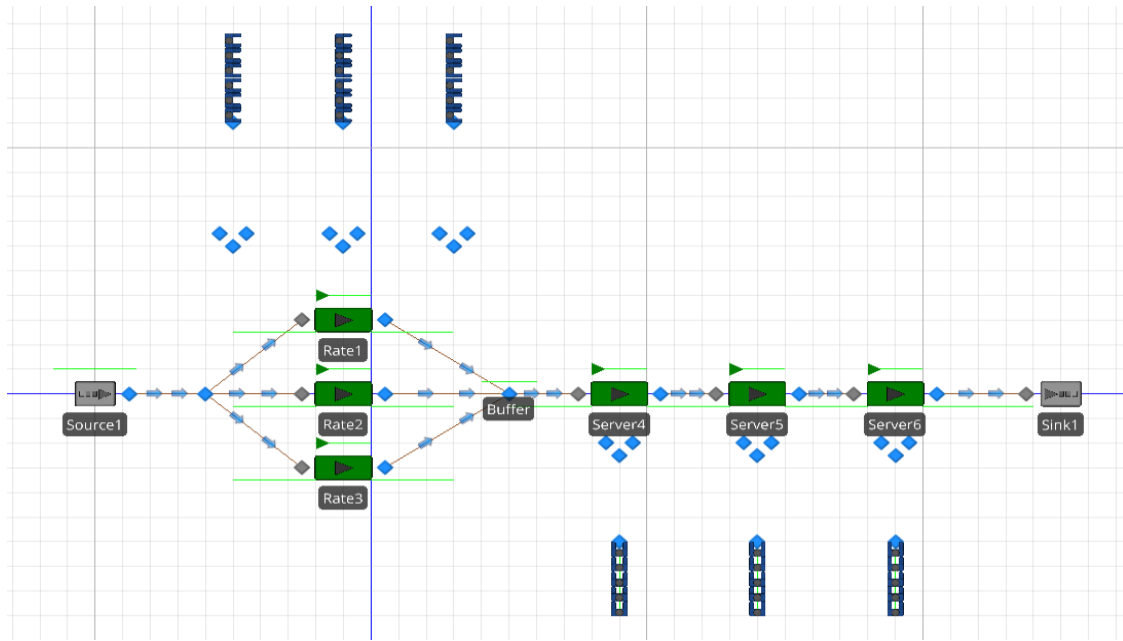 Rate1
Source1
Rate2
Buffer
Server4
Server5
Server6
Sink1
Rate3